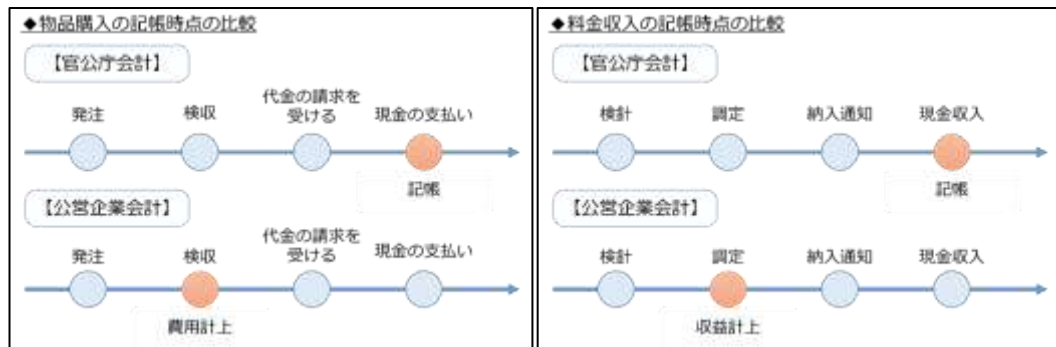 ◆物品購入の記帳時点の比較
【官公庁会計】
発注
検収
代金の請求を
受ける
現金の支払い
記帳
【公営企業会計】
発注
検収
代金の請求を
受ける
現金の支払い
費用計上
◆料金収入の記帳時点の比較
【官公庁会計】
検針
調定
納入通知
現金収入
記帳
【公営企業会計】
検針
調定
納入通知
現金収入
収益計上